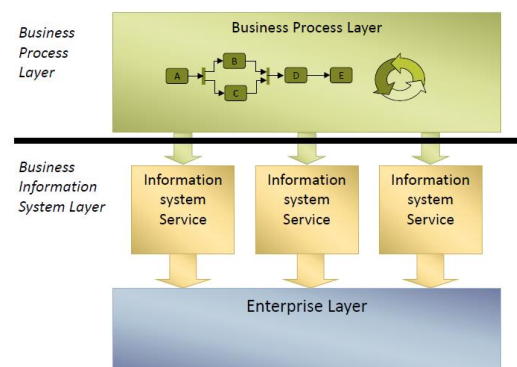 Business
Process
Layer
Business Process Layer
A
B
C
D
E
Business
Information
System Layer
Information
system
Service
Information
system
Service
Information
system
Service
Enterprise Layer